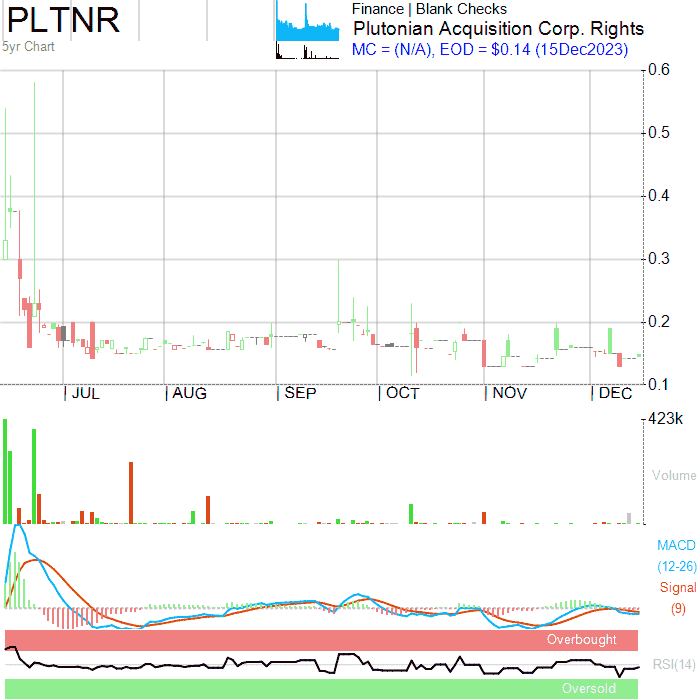 PLTNR
5yr Chart
Finance | Blank Checks
Plutonian Acquisition Corp. Rights
MC = (N/A), EOD = $0.14 (15Dec2023)
0.6
0.5
0.4
0.3
0.2
0.1
JUL
AUG
SEP
OCT
NOV
DEC
423k
Volume
MACD
(12-26)
Signal
(9)
Overbought
RSI(14)
Oversold